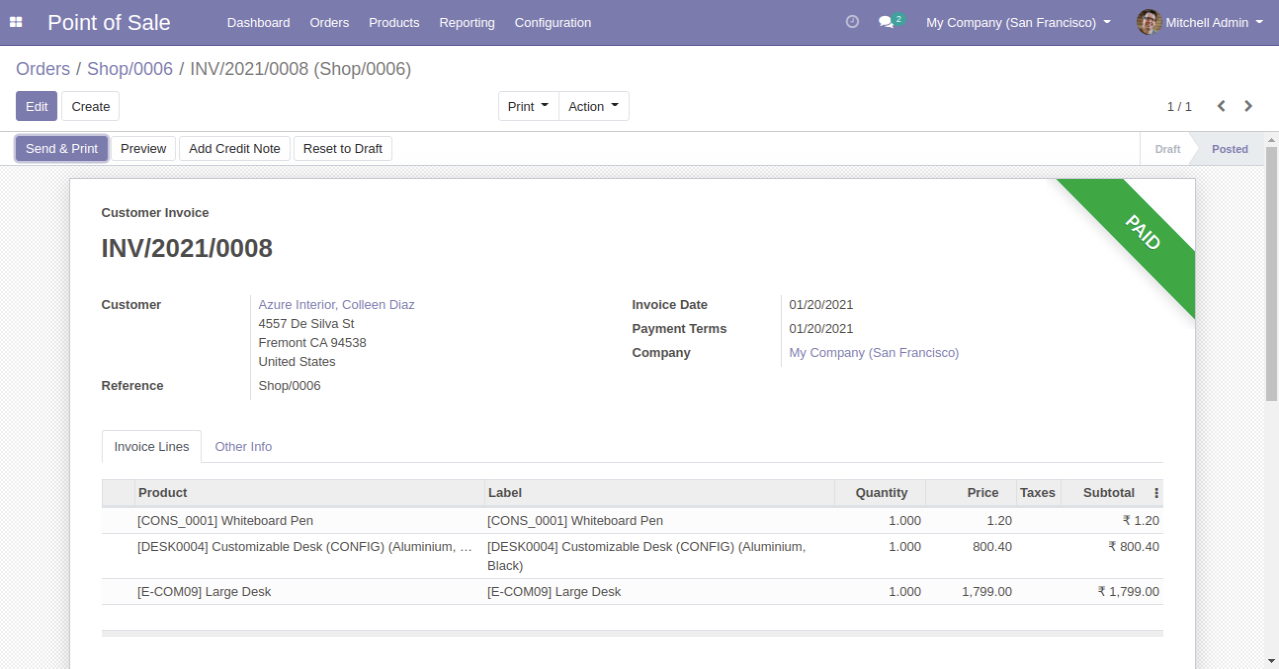 Point of Sale Dashboard Orders Products Reporting Configuration 2 My Company (San Francisco) Mitchell Admin
Orders / Shop/0006 / INV/2021/0008 (Shop/0006)
Edit Create Print Action 1 / 1
Send & Print Preview Add Credit Note Reset to Draft Draft Posted
PAID
Customer Invoice
INV/2021/0008
Customer Azure Interior, Colleen Diaz Invoice Date 01/20/2021
4557 De Silva St Payment Terms 01/20/2021
Fremont CA 94538
United States Company My Company (San Francisco)
Reference Shop/0006
Invoice Lines Other Info
Product Label Quantity Price Taxes Subtotal
[CONS_0001] Whiteboard Pen [CONS_0001] Whiteboard Pen 1.000 1.20 ₹ 1.20
[DESK0004] Customizable Desk (CONFIG) (Aluminium, … [DESK0004] Customizable Desk (CONFIG) (Aluminium, 1.000 800.40 ₹ 800.40
Black)
[E-COM09] Large Desk [E-COM09] Large Desk 1.000 1,799.00 ₹ 1,799.00